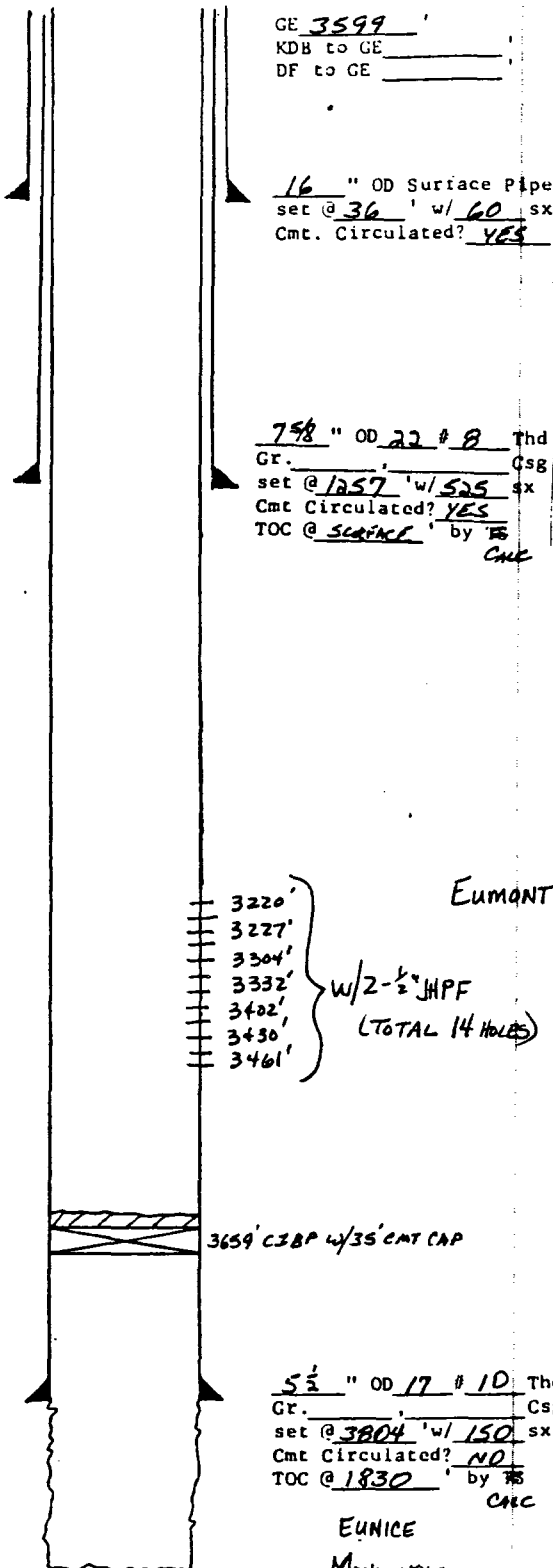 GE 3599 '
KDB to GE '
DF to GE '
16 " OD Surface Pipe
set @ 36 ' w/ 60 sx
Cmt. Circulated? YES
7 5/8 " OD 22 # 8 Thd
Gr. , Csg
set @ 1257 ' w/ 525 sx
Cmt Circulated? YES
TOC @ SURFACE ' by TS
CALC
EUMONT
3220'
3227'
3304'
3332'
3402'
3430'
3461'
W/2-1/2" JHPF
(TOTAL 14 HOLES)
3659' CIBP W/35' CMT CAP
5 1/2 " OD 17 # 10 Th
Gr. , Cs
set @ 3804 ' w/ 150 sx
Cmt Circulated? NO
TOC @ 1830 ' by TS
CALC
EUNICE